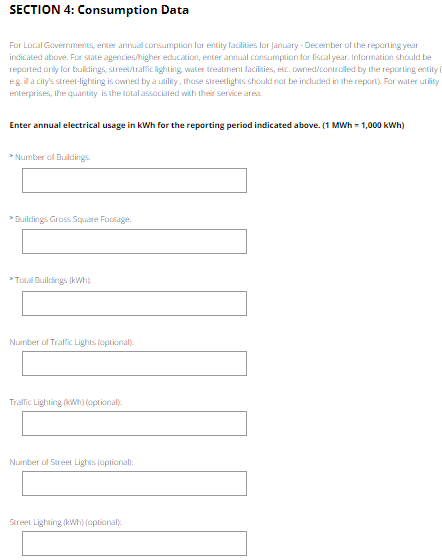 SECTION 4: Consumption Data
For Local Governments, enter annual consumption for entity facilities for January - December of the reporting year
indicated above. For state agencies/higher education, enter annual consumption for fiscal year. Information should be
reported only for buildings, street/traffic lighting, water treatment facilities, etc. owned/controlled by the reporting entity (
e.g. if a city's street-lighting is owned by a utility , those streetlights should not be included in the report). For water utility
enterprises, the quantity is the total associated with their service area.
Enter annual electrical usage in kWh for the reporting period indicated above. (1 MWh = 1,000 kWh)
* Number of Buildings:
* Buildings Gross Square Footage:
* Total Buildings (kWh):
Number of Traffic Lights (optional):
Traffic Lighting (kWh) (optional):
Number of Street Lights (optional):
Street Lighting (kWh) (optional):